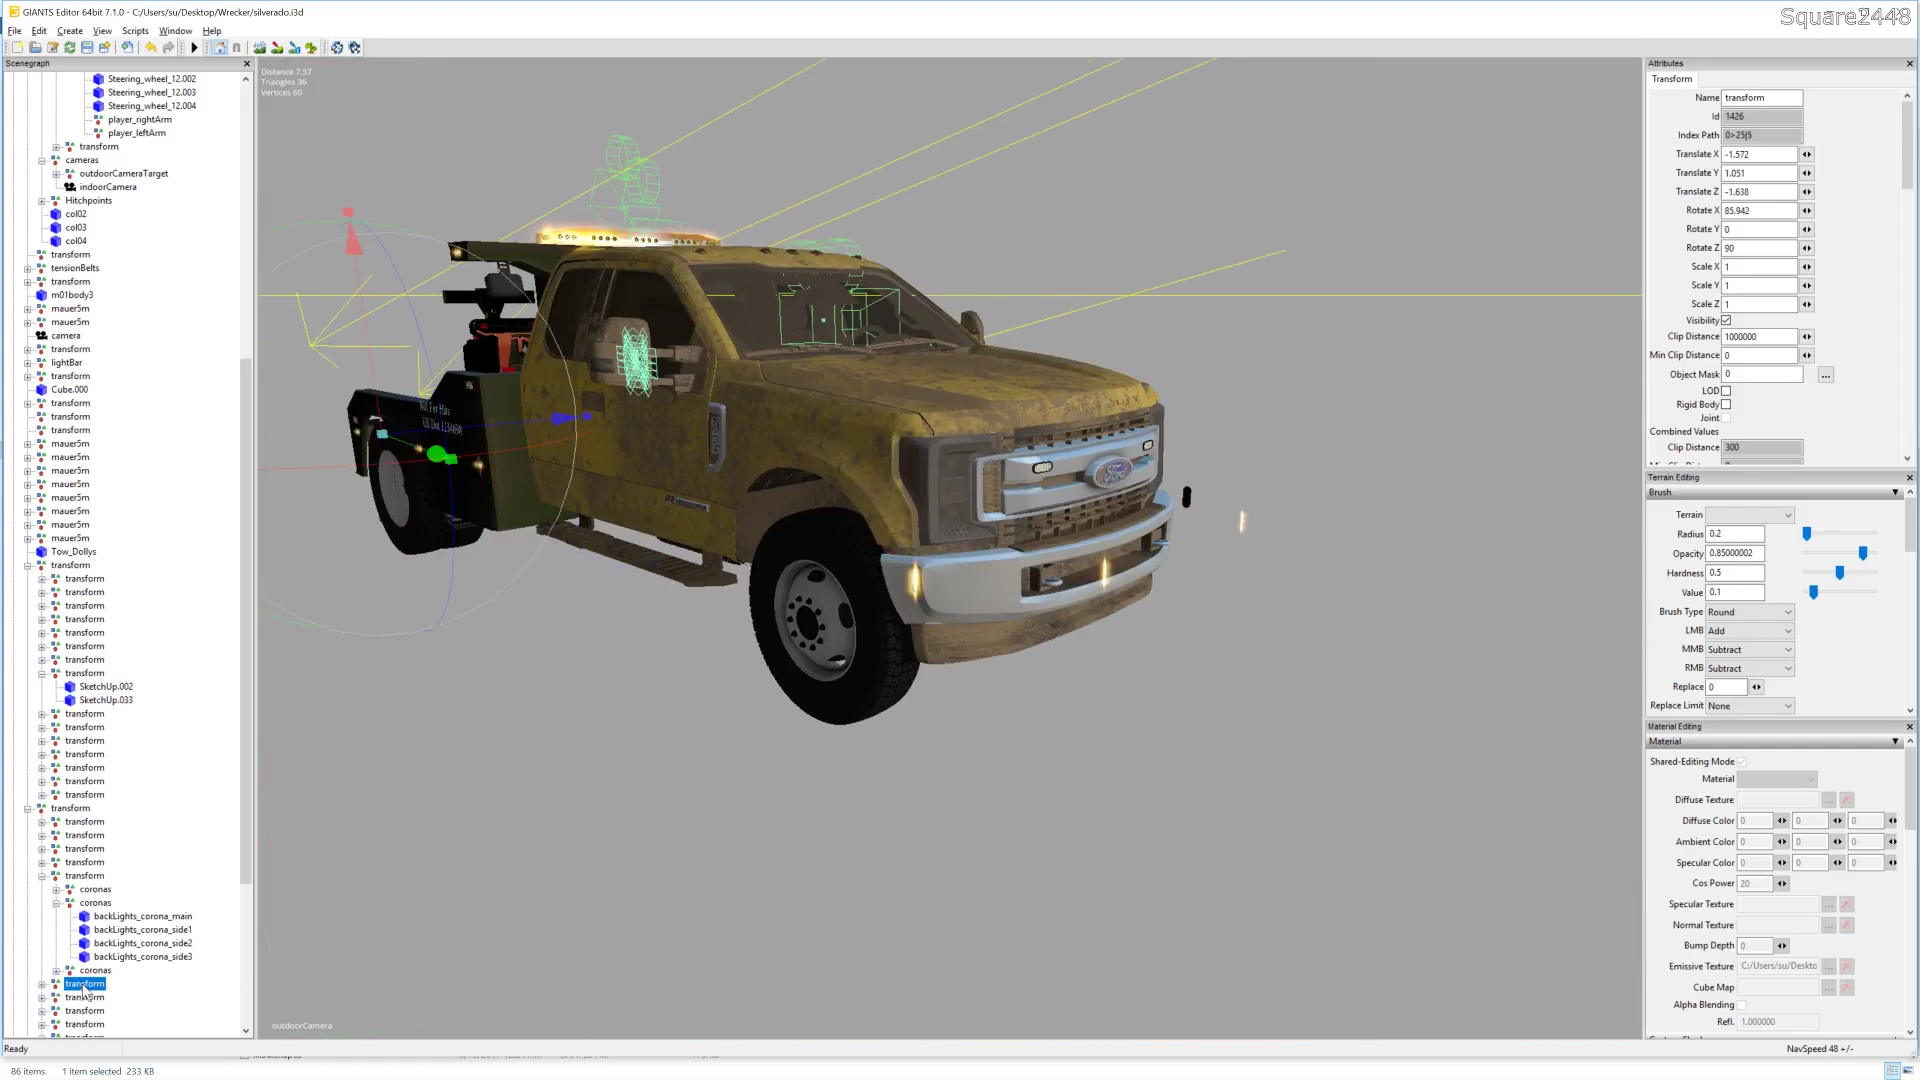 GIANTS Editor 64bit 7.1.0 - C:/Users/su/Desktop/Wrecker/silverado.i3d
Square2448
File Edit Create View Scripts Window Help
Scenegraph
Steering_wheel_12.002
Steering_wheel_12.003
Steering_wheel_12.004
player_rightArm
player_leftArm
transform
cameras
outdoorCameraTarget
indoorCamera
Hitchpoints
col02
col03
col04
transform
tensionBelts
transform
m01body3
mauer5m
mauer5m
camera
transform
lightBar
transform
Cube.000
transform
transform
transform
mauer5m
mauer5m
mauer5m
mauer5m
mauer5m
mauer5m
mauer5m
mauer5m
Tow_Dollys
transform
transform
transform
transform
transform
transform
transform
transform
transform
SketchUp.002
SketchUp.033
transform
transform
transform
transform
transform
transform
transform
transform
transform
transform
transform
transform
transform
coronas
coronas
backLights_corona_main
backLights_corona_side1
backLights_corona_side2
backLights_corona_side3
coronas
transform
transform
transform
transform
Distance 7.57
Triangles 36
Vertices 60
Ford
outdoorCamera
Attributes
Transform
Name transform
Id 1426
Index Path 0>25|5
Translate X -1.572
Translate Y 1.051
Translate Z -1.638
Rotate X 85.942
Rotate Y 0
Rotate Z 90
Scale X 1
Scale Y 1
Scale Z 1
Visibility
Clip Distance 1000000
Min Clip Distance 0
Object Mask 0 ...
LOD
Rigid Body
Joint
Combined Values
Clip Distance 300
Terrain Editing
Brush
Terrain
Radius 0.2
Opacity 0.85000002
Hardness 0.5
Value 0.1
Brush Type Round
LMB Add
MMB Subtract
RMB Subtract
Replace 0
Replace Limit None
Material Editing
Material
Shared-Editing Mode
Material
Diffuse Texture ...
Diffuse Color 0 0 0
Ambient Color 0 0 0
Specular Color 0 0 0
Cos Power 20
Specular Texture ...
Normal Texture ...
Bump Depth 0
Emissive Texture C:/Users/su/Deskto ...
Cube Map ...
Alpha Blending
Refl. 1.000000
Ready
NavSpeed 48 +/-
86 items 1 item selected 233 KB